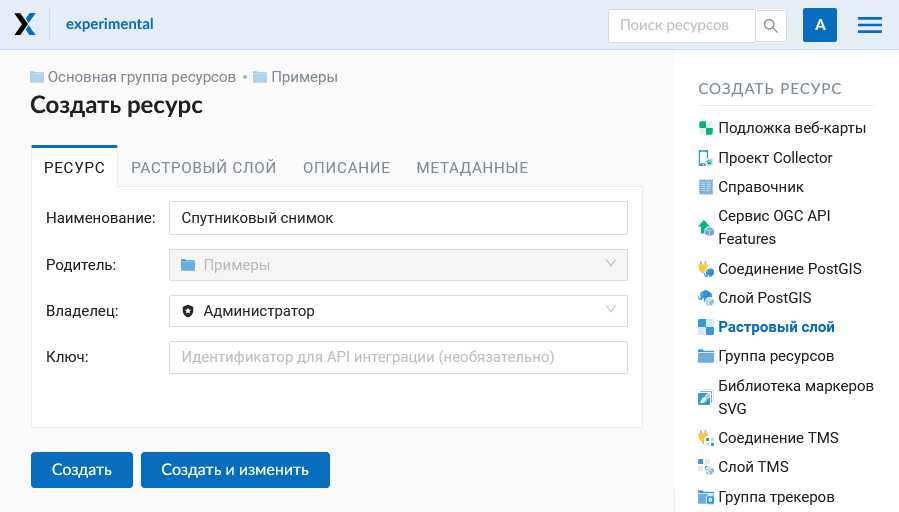 experimental
Поиск ресурсов
A
Основная группа ресурсов • Примеры
Создать ресурс
РЕСУРС РАСТРОВЫЙ СЛОЙ ОПИСАНИЕ МЕТАДАННЫЕ
Наименование: Спутниковый снимок
Родитель: Примеры
Владелец: Администратор
Ключ: Идентификатор для API интеграции (необязательно)
Создать Создать и изменить
СОЗДАТЬ РЕСУРС
Подложка веб-карты
Проект Collector
Справочник
Сервис OGC API
Features
Соединение PostGIS
Слой PostGIS
Растровый слой
Группа ресурсов
Библиотека маркеров
SVG
Соединение TMS
Слой TMS
Группа трекеров